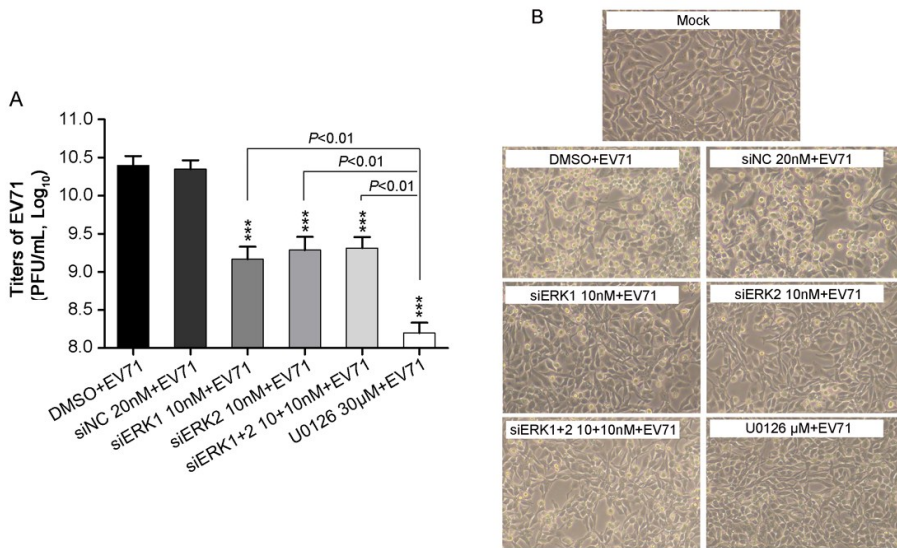 A
Titers of EV71
(PFU/mL, Log10)
11.0
10.5
10.0
9.5
9.0
8.5
8.0
P<0.01
P<0.01
P<0.01
***
***
***
***
DMSO+EV71
siNC 20nM+EV71
siERK1 10nM+EV71
siERK2 10nM+EV71
siERK1+2 10+10nM+EV71
U0126 30μM+EV71
B
Mock
DMSO+EV71
siNC 20nM+EV71
siERK1 10nM+EV71
siERK2 10nM+EV71
siERK1+2 10+10nM+EV71
U0126 μM+EV71